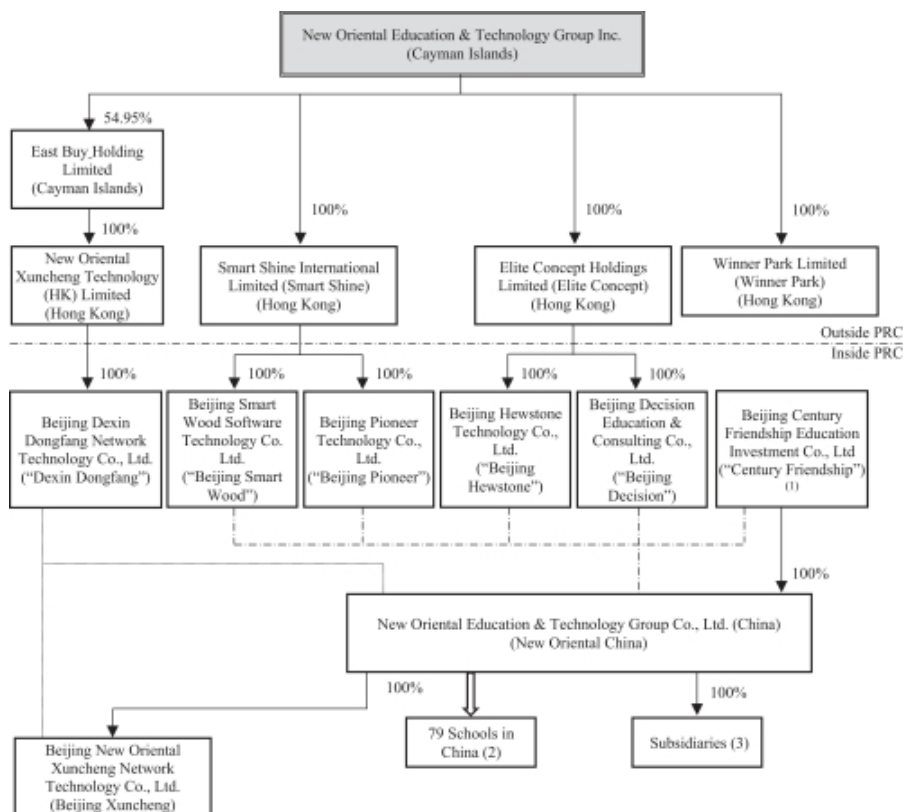 New Oriental Education & Technology Group Inc.
(Cayman Islands)
54.95%
East Buy Holding
Limited
(Cayman Islands)
100%
100%
100%
100%
New Oriental
Xuncheng Technology
(HK) Limited
(Hong Kong)
Smart Shine International
Limited (Smart Shine)
(Hong Kong)
Elite Concept Holdings
Limited (Elite Concept)
(Hong Kong)
Winner Park Limited
(Winner Park)
(Hong Kong)
Outside PRC
Inside PRC
100%
100%
100%
100%
100%
Beijing Dexin
Dongfang Network
Technology Co., Ltd.
(“Dexin Dongfang”)
Beijing Smart
Wood Software
Technology Co.
Ltd.
(“Beijing Smart
Wood”)
Beijing Pioneer
Technology Co.,
Ltd.
(“Beijing Pioneer”)
Beijing Hewstone
Technology Co.,
Ltd.
(“Beijing
Hewstone”)
Beijing Decision
Education &
Consulting Co.,
Ltd.
(“Beijing
Decision”)
Beijing Century
Friendship Education
Investment Co., Ltd
(“Century Friendship”)
(1)
100%
New Oriental Education & Technology Group Co., Ltd. (China)
(New Oriental China)
100%
100%
Beijing New Oriental
Xuncheng Network
Technology Co., Ltd.
(Beijing Xuncheng)
79 Schools in
China (2)
Subsidiaries (3)